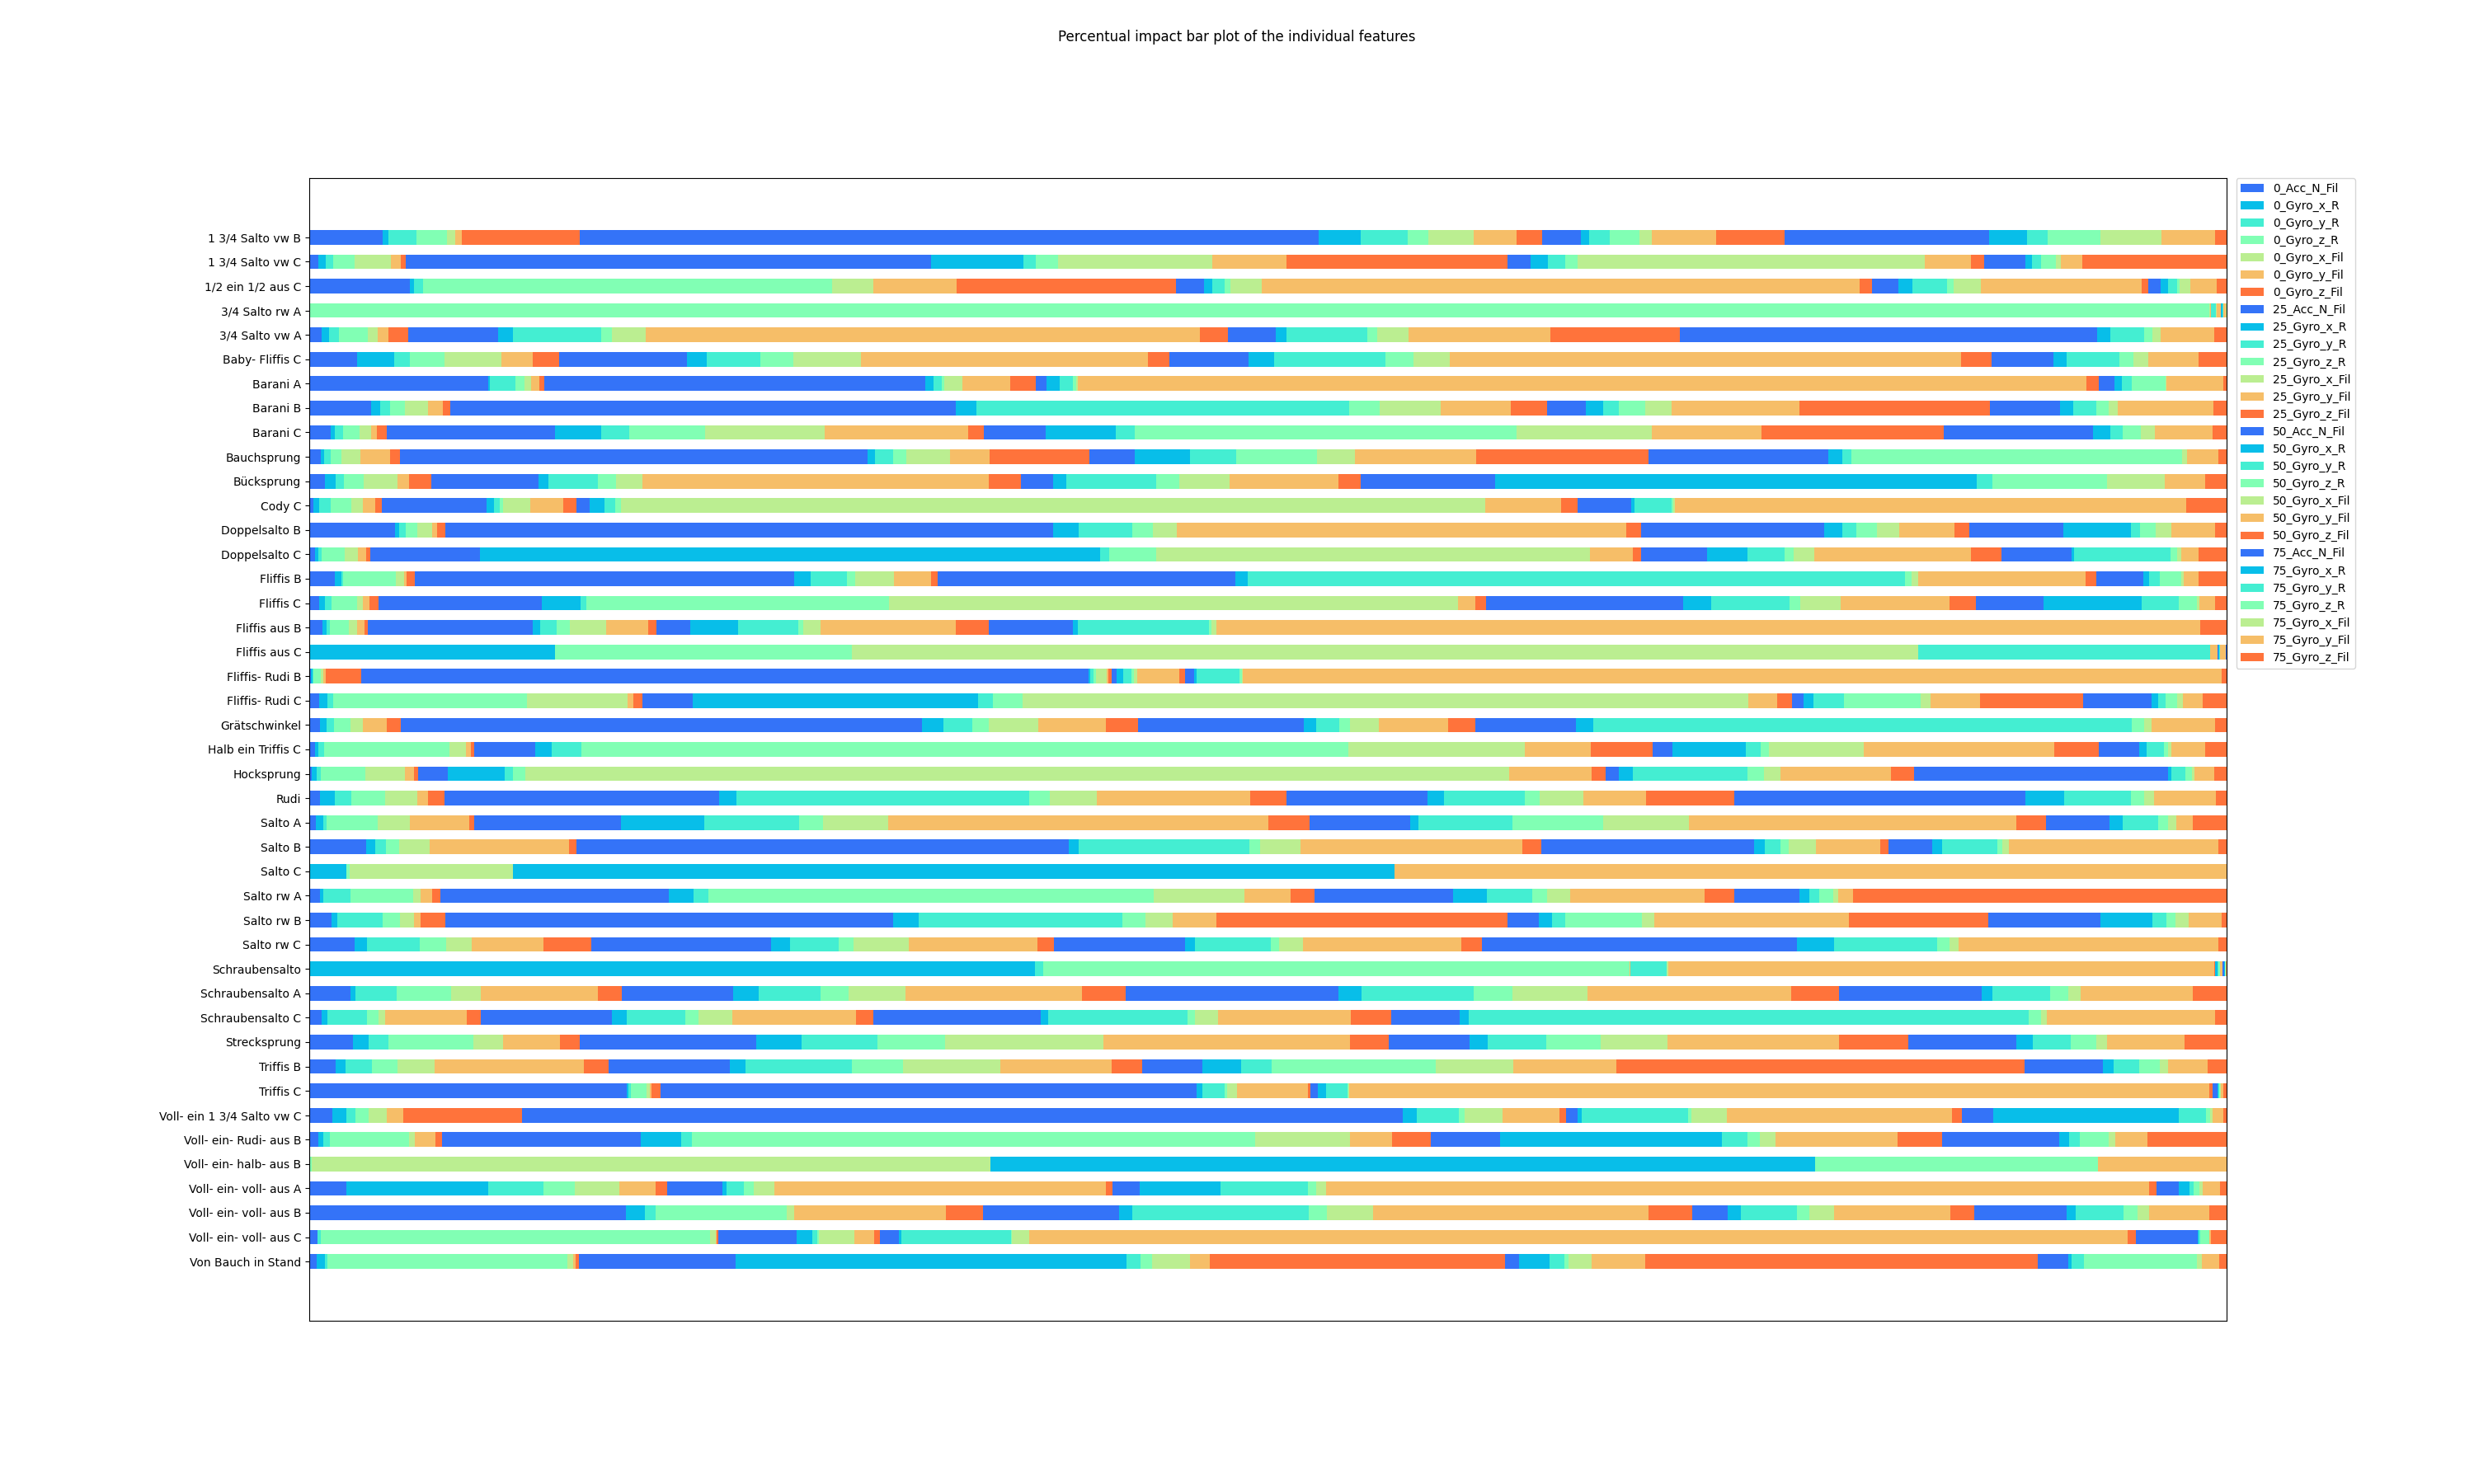 Percentual impact bar plot of the individual features
1 3/4 Salto vw B
1 3/4 Salto vw C
1/2 ein 1/2 aus C
3/4 Salto rw A
3/4 Salto vw A
Baby- Fliffis C
Barani A
Barani B
Barani C
Bauchsprung
Bücksprung
Cody C
Doppelsalto B
Doppelsalto C
Fliffis B
Fliffis C
Fliffis aus B
Fliffis aus C
Fliffis- Rudi B
Fliffis- Rudi C
Grätschwinkel
Halb ein Triffis C
Hocksprung
Rudi
Salto A
Salto B
Salto C
Salto rw A
Salto rw B
Salto rw C
Schraubensalto
Schraubensalto A
Schraubensalto C
Strecksprung
Triffis B
Triffis C
Voll- ein 1 3/4 Salto vw C
Voll- ein- Rudi- aus B
Voll- ein- halb- aus B
Voll- ein- voll- aus A
Voll- ein- voll- aus B
Voll- ein- voll- aus C
Von Bauch in Stand
0_Acc_N_Fil
0_Gyro_x_R
0_Gyro_y_R
0_Gyro_z_R
0_Gyro_x_Fil
0_Gyro_y_Fil
0_Gyro_z_Fil
25_Acc_N_Fil
25_Gyro_x_R
25_Gyro_y_R
25_Gyro_z_R
25_Gyro_x_Fil
25_Gyro_y_Fil
25_Gyro_z_Fil
50_Acc_N_Fil
50_Gyro_x_R
50_Gyro_y_R
50_Gyro_z_R
50_Gyro_x_Fil
50_Gyro_y_Fil
50_Gyro_z_Fil
75_Acc_N_Fil
75_Gyro_x_R
75_Gyro_y_R
75_Gyro_z_R
75_Gyro_x_Fil
75_Gyro_y_Fil
75_Gyro_z_Fil